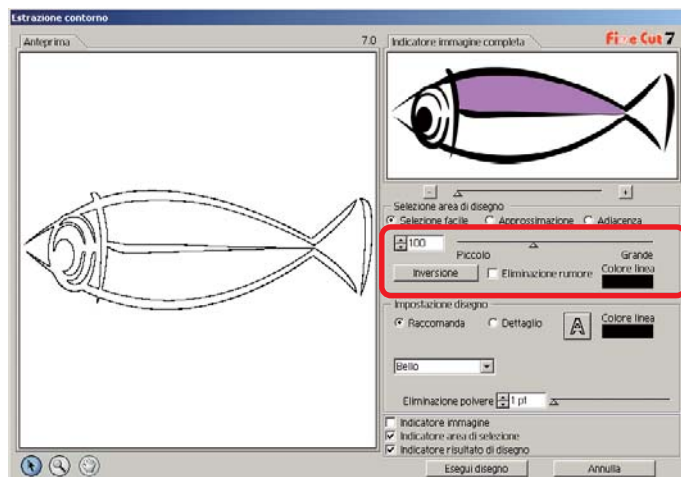 Estrazione contorno
Anteprima
7.0
Indicatore immagine completa
Fine Cut 7
- +
Selezione area di disegno
Selezione facile Approssimazione Adiacenza
100
Piccolo Grande
Inversione Eliminazione rumore Colore linea
Impostazione disegno
Raccomanda Dettaglio A Colore linea
Bello
Eliminazione polvere 1 pt
Indicatore immagine
Indicatore area di selezione
Indicatore risultato di disegno
Esegui disegno Annulla